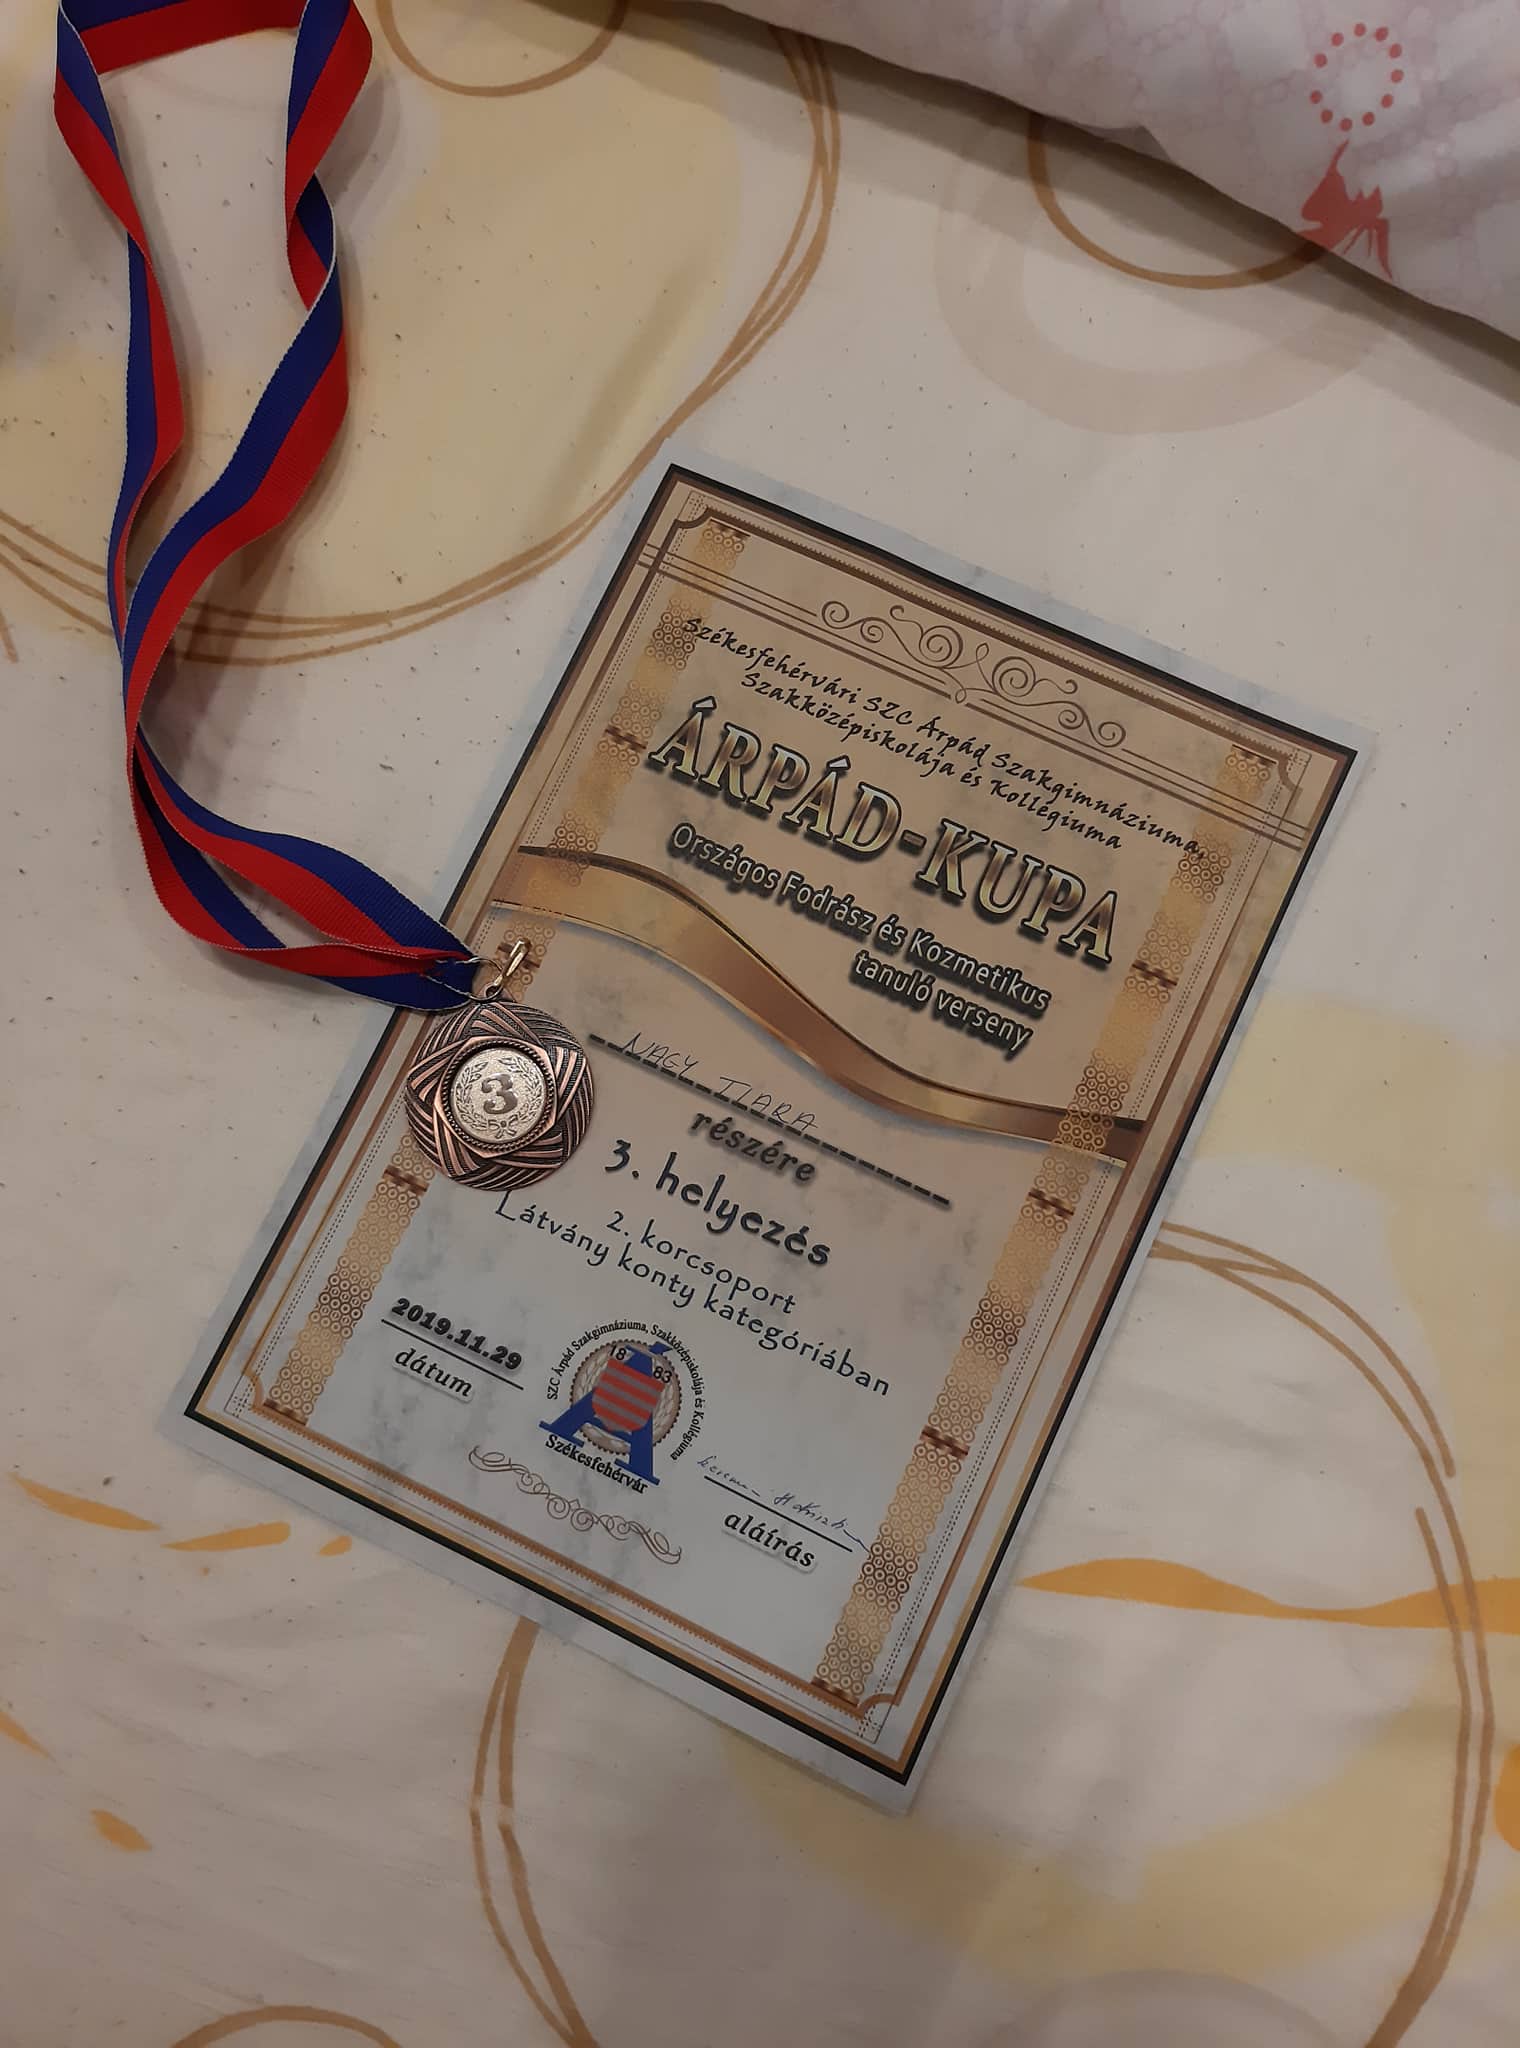 Székesfehérvári SZC Árpád Szakgimnáziuma,
Szakközépiskolája és Kollégiuma
ÁRPÁD-KUPA
Országos Fodrász és Kozmetikus
tanuló verseny
NAGY TIARA
részére
3. helyezés
2. korcsoport
Látvány konty kategóriában
3
2019.11.29
dátum
SZC Árpád Szakgimnáziuma, Szakközépiskolája és Kollégiuma
18 83
Á
Székesfehérvár
aláírás